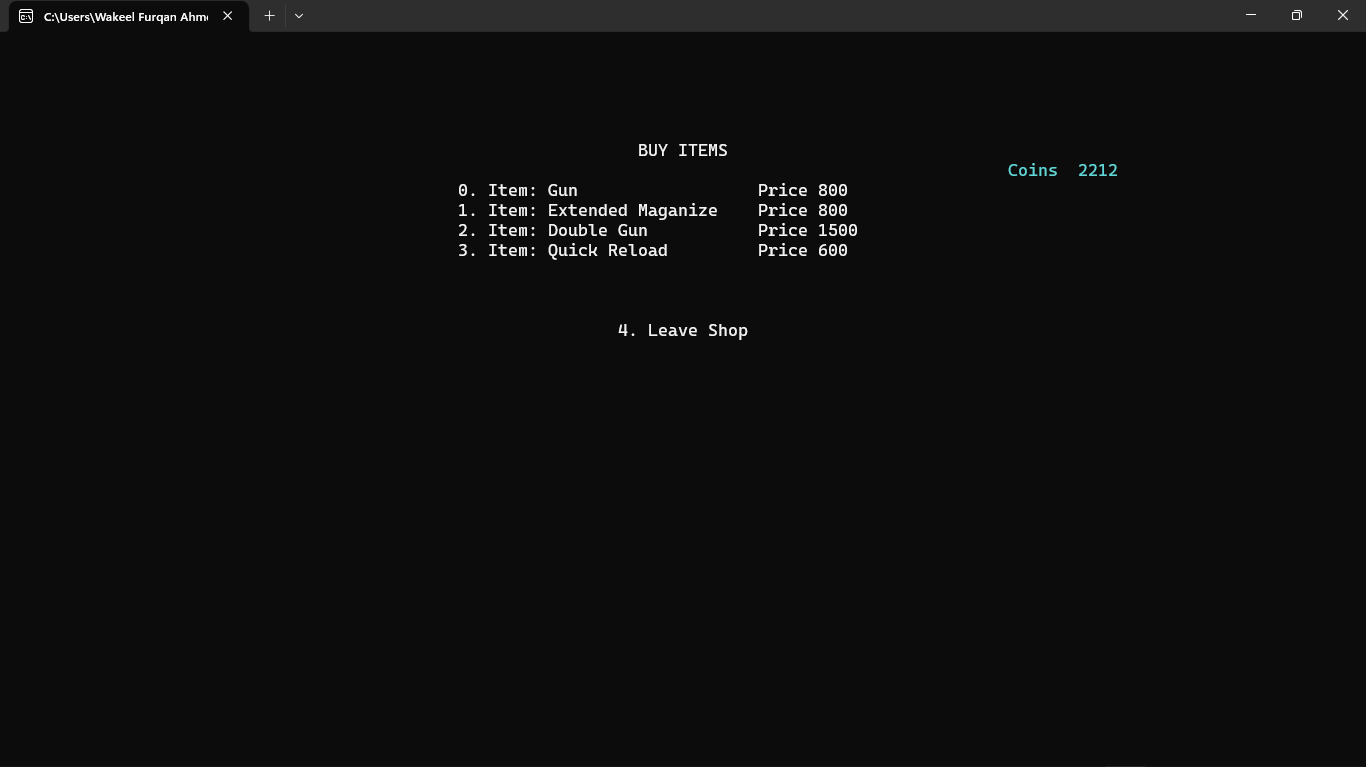 C:\Users\Wakeel Furqan Ahm
BUY ITEMS
Coins 2212
0. Item: Gun Price 800
1. Item: Extended Maganize Price 800
2. Item: Double Gun Price 1500
3. Item: Quick Reload Price 600
4. Leave Shop